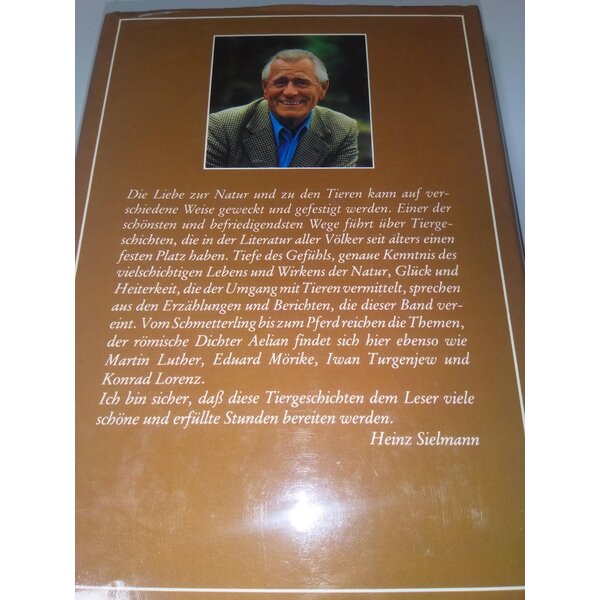 Die Liebe zur Natur und zu den Tieren kann auf ver-
schiedene Weise geweckt und gefestigt werden. Einer der
schönsten und befriedigendsten Wege führt über Tierge-
schichten, die in der Literatur aller Völker seit alters einen
festen Platz haben. Tiefe des Gefühls, genaue Kenntnis des
vielschichtigen Lebens und Wirkens der Natur, Glück und
Heiterkeit, die der Umgang mit Tieren vermittelt, sprechen
aus den Erzählungen und Berichten, die dieser Band ver-
eint. Vom Schmetterling bis zum Pferd reichen die Themen,
der römische Dichter Aelian findet sich hier ebenso wie
Martin Luther, Eduard Mörike, Iwan Turgenjew und
Konrad Lorenz.
Ich bin sicher, daß diese Tiergeschichten dem Leser viele
schöne und erfüllte Stunden bereiten werden.
Heinz Sielmann